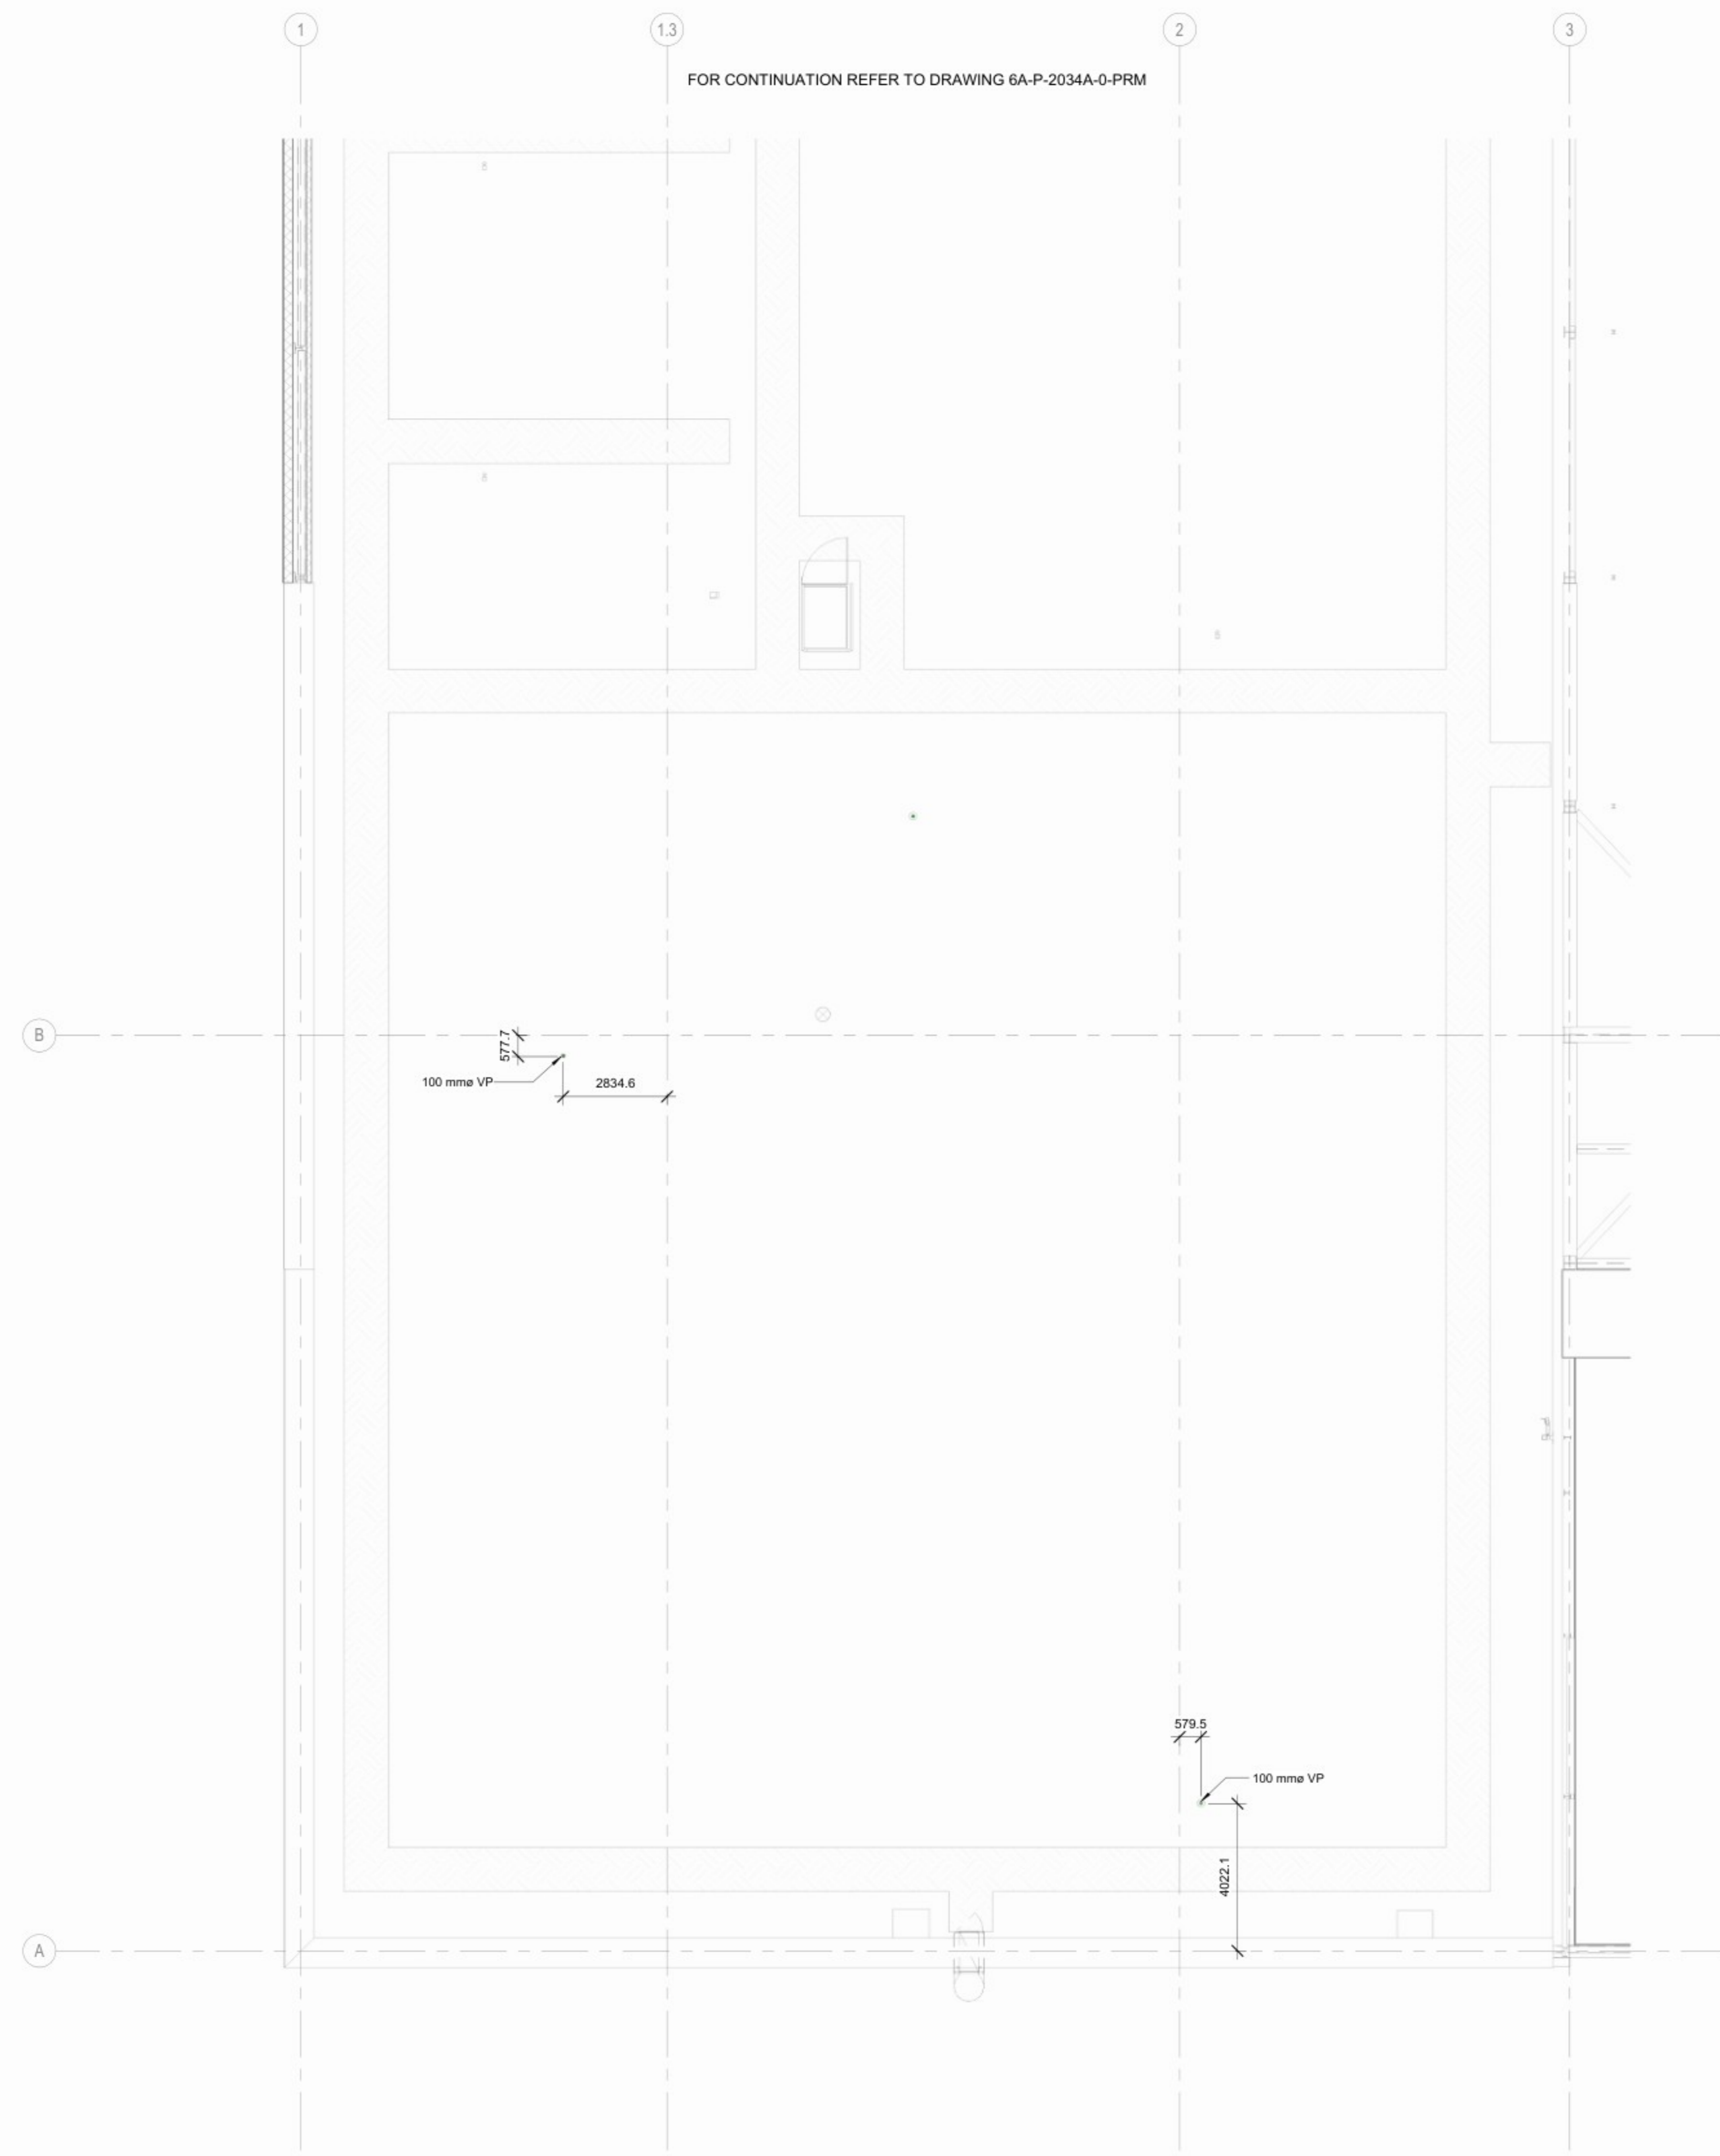 1
1.3
2
3
FOR CONTINUATION REFER TO DRAWING 6A-P-2034A-0-PRM
B
577.7
100 mmø VP
2834.6
579.5
100 mmø VP
4022.1
A